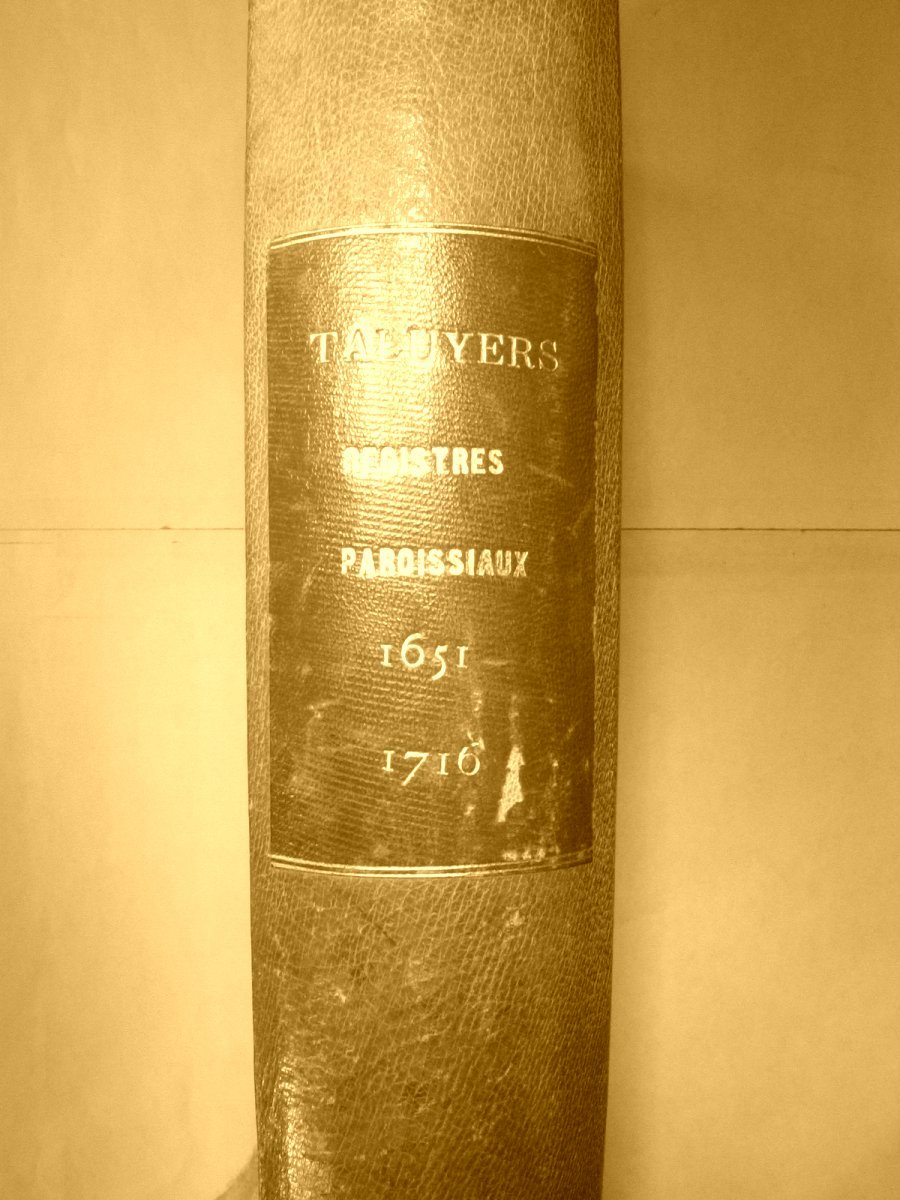 TALUYERS
REGISTRES
PAROISSIAUX
1651
1716